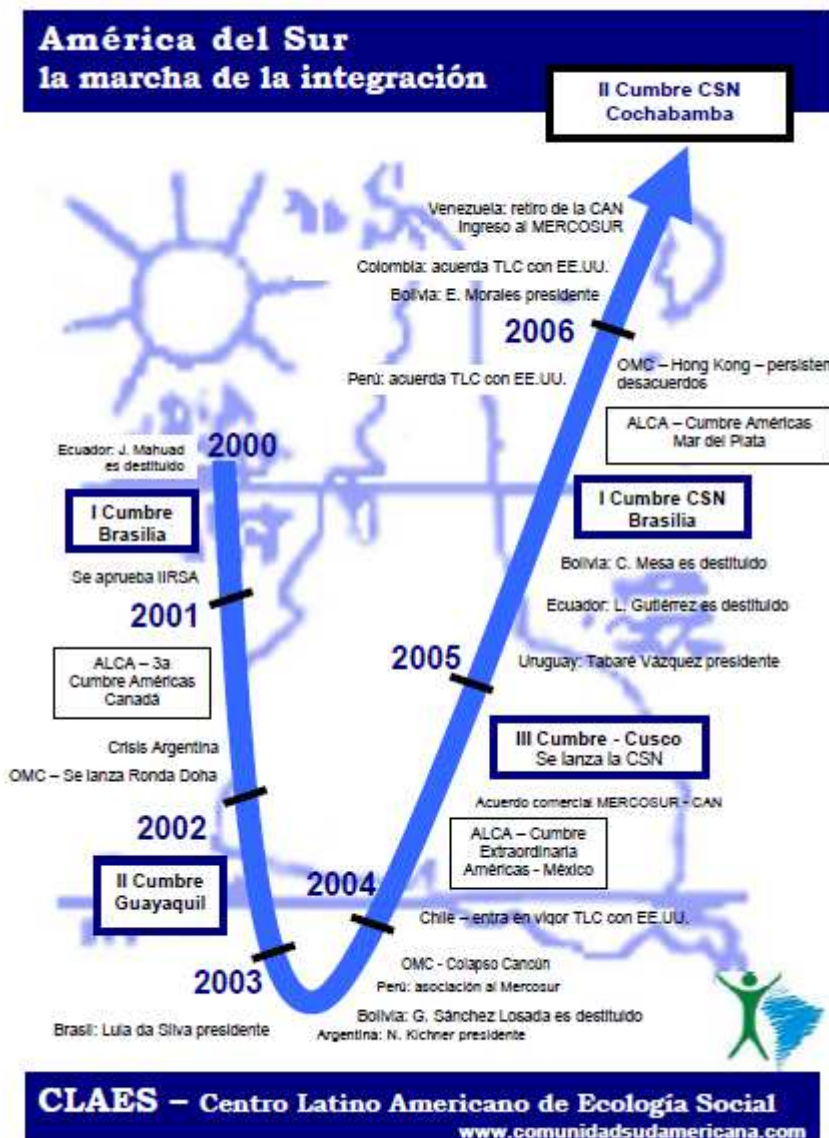 América del Sur
la marcha de la integración
II Cumbre CSN
Cochabamba
Venezuela: retiro de la CAN
Ingreso al MERCOSUR
Colombia: acuerda TLC con EE.UU.
Bolivia: E. Morales presidente
2006
OMC – Hong Kong – persisten
desacuerdos
Perú: acuerda TLC con EE.UU.
ALCA – Cumbre Américas
Mar del Plata
Ecuador: J. Mahuad
es destituido
2000
I Cumbre
Brasilia
I Cumbre CSN
Brasilia
Se aprueba IIRSA
Bolivia: C. Mesa es destituido
2001
Ecuador: L. Gutiérrez es destituido
ALCA – 3a
Cumbre Américas
Canadá
2005
Uruguay: Tabaré Vázquez presidente
Crisis Argentina
III Cumbre - Cusco
Se lanza la CSN
OMC – Se lanza Ronda Doha
Acuerdo comercial MERCOSUR - CAN
2002
ALCA – Cumbre
Extraordinaria
Américas - México
II Cumbre
Guayaquil
2004
Chile – entra en vigor TLC con EE.UU.
2003
OMC - Colapso Cancún
Perú: asociación al Mercosur
Brasil: Lula da Silva presidente
Bolivia: G. Sánchez Losada es destituido
Argentina: N. Kichner presidente
CLAES – Centro Latino Americano de Ecología Social
www.comunidadsudamericana.com